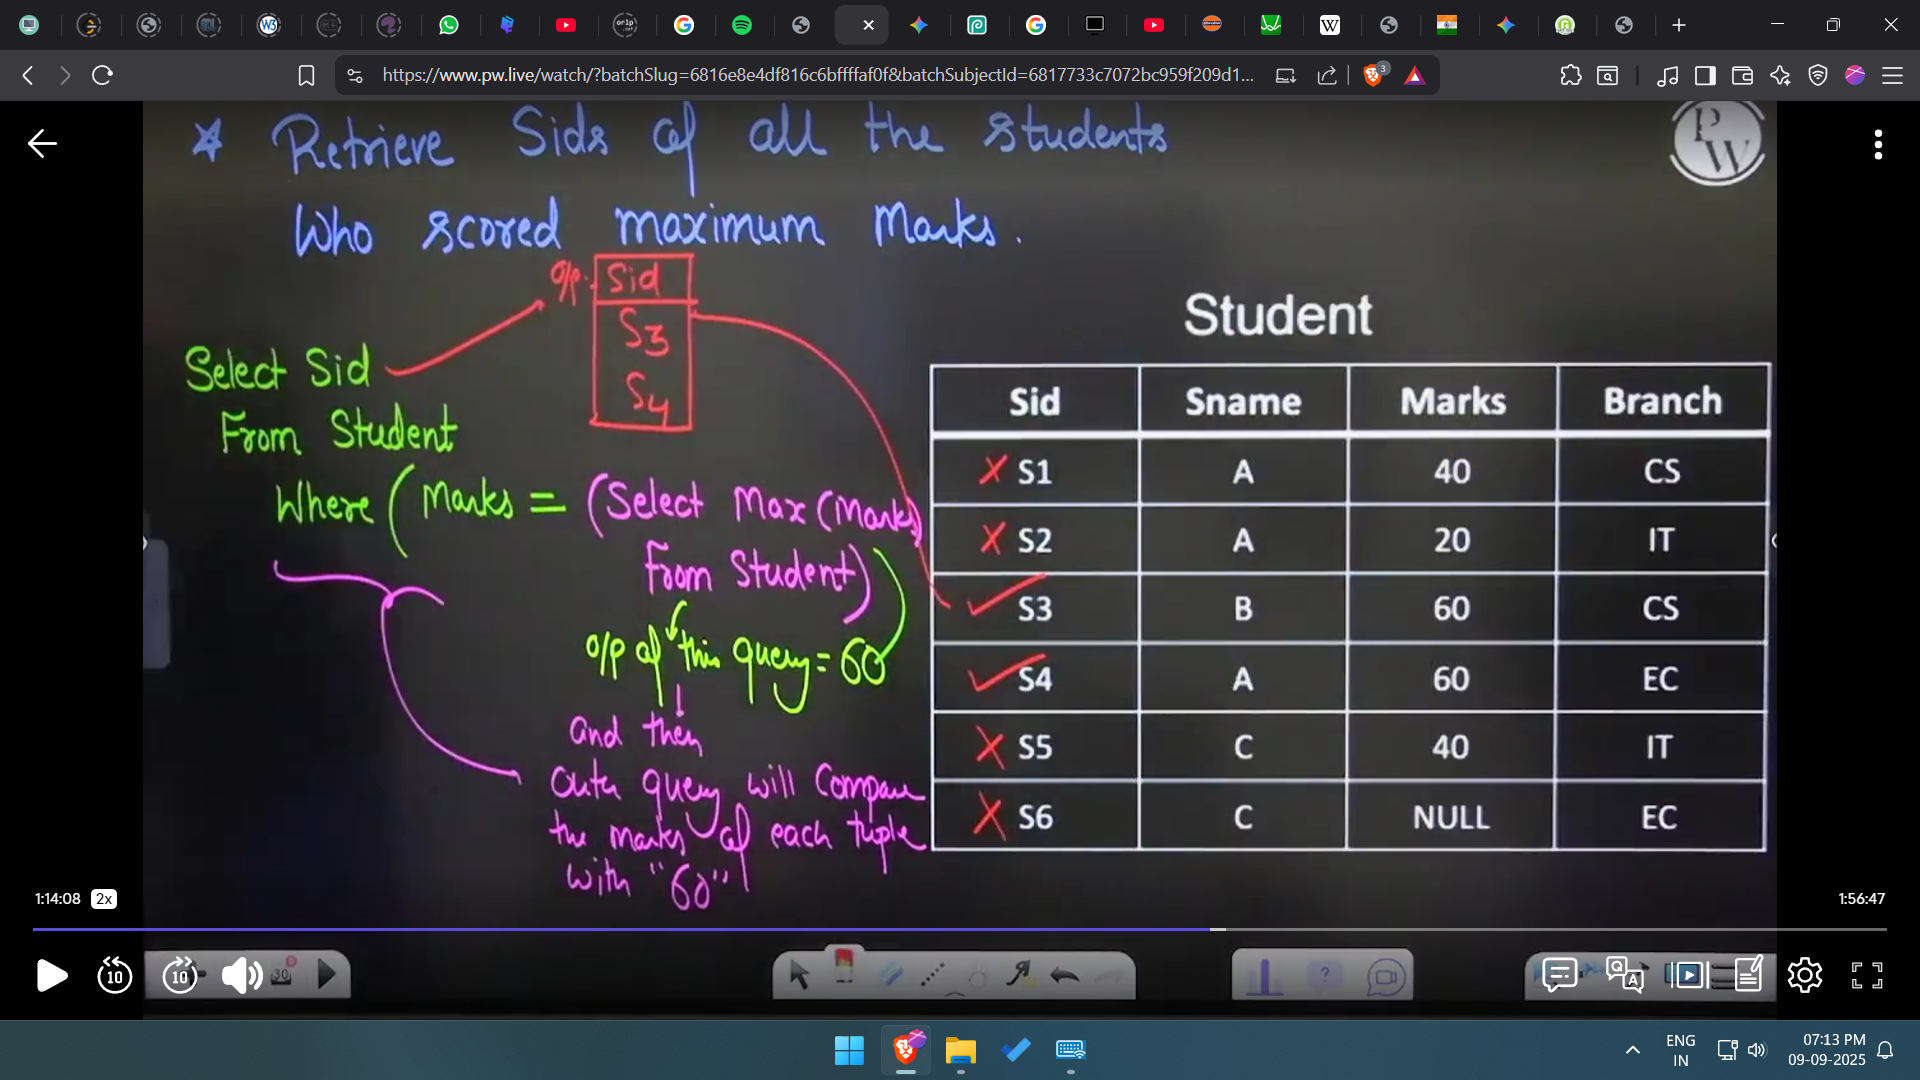 https://www.pw.live/watch/?batchSlug=6816e8e4df816c6bffffaf0f&batchSubjectId=6817733c7072bc959f209d1...
3
Retrieve Sids of all the students
Who scored maximum Marks.
PW
o/p. Sid
S3
S4
Select Sid
From Student
Where ( Marks = (Select Max (Marks)
From Student)
o/p of this query = 60
and then
Outer query will Compare
the marks of each tuple
with "60"
Student
Sid Sname Marks Branch
S1 A 40 CS
S2 A 20 IT
S3 B 60 CS
S4 A 60 EC
S5 C 40 IT
S6 C NULL EC
1:14:08 2x
1:56:47
10 10 30
ENG
IN
07:13 PM
09-09-2025